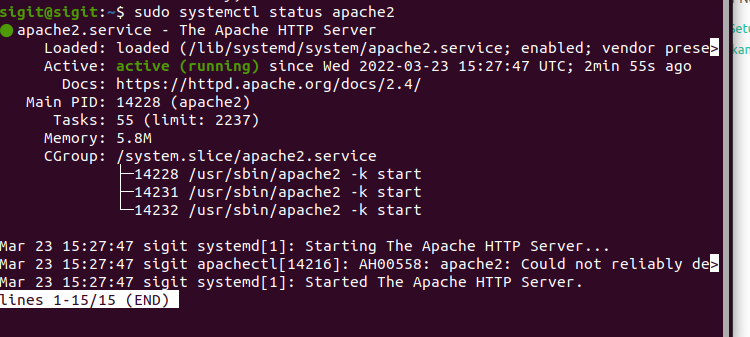 sigit@sigit:~$ sudo systemctl status apache2
● apache2.service - The Apache HTTP Server
Loaded: loaded (/lib/systemd/system/apache2.service; enabled; vendor prese>
Active: active (running) since Wed 2022-03-23 15:27:47 UTC; 2min 55s ago
Docs: https://httpd.apache.org/docs/2.4/
Main PID: 14228 (apache2)
Tasks: 55 (limit: 2237)
Memory: 5.8M
CGroup: /system.slice/apache2.service
├─14228 /usr/sbin/apache2 -k start
├─14231 /usr/sbin/apache2 -k start
└─14232 /usr/sbin/apache2 -k start
Mar 23 15:27:47 sigit systemd[1]: Starting The Apache HTTP Server...
Mar 23 15:27:47 sigit apachectl[14216]: AH00558: apache2: Could not reliably de>
Mar 23 15:27:47 sigit systemd[1]: Started The Apache HTTP Server.
lines 1-15/15 (END)